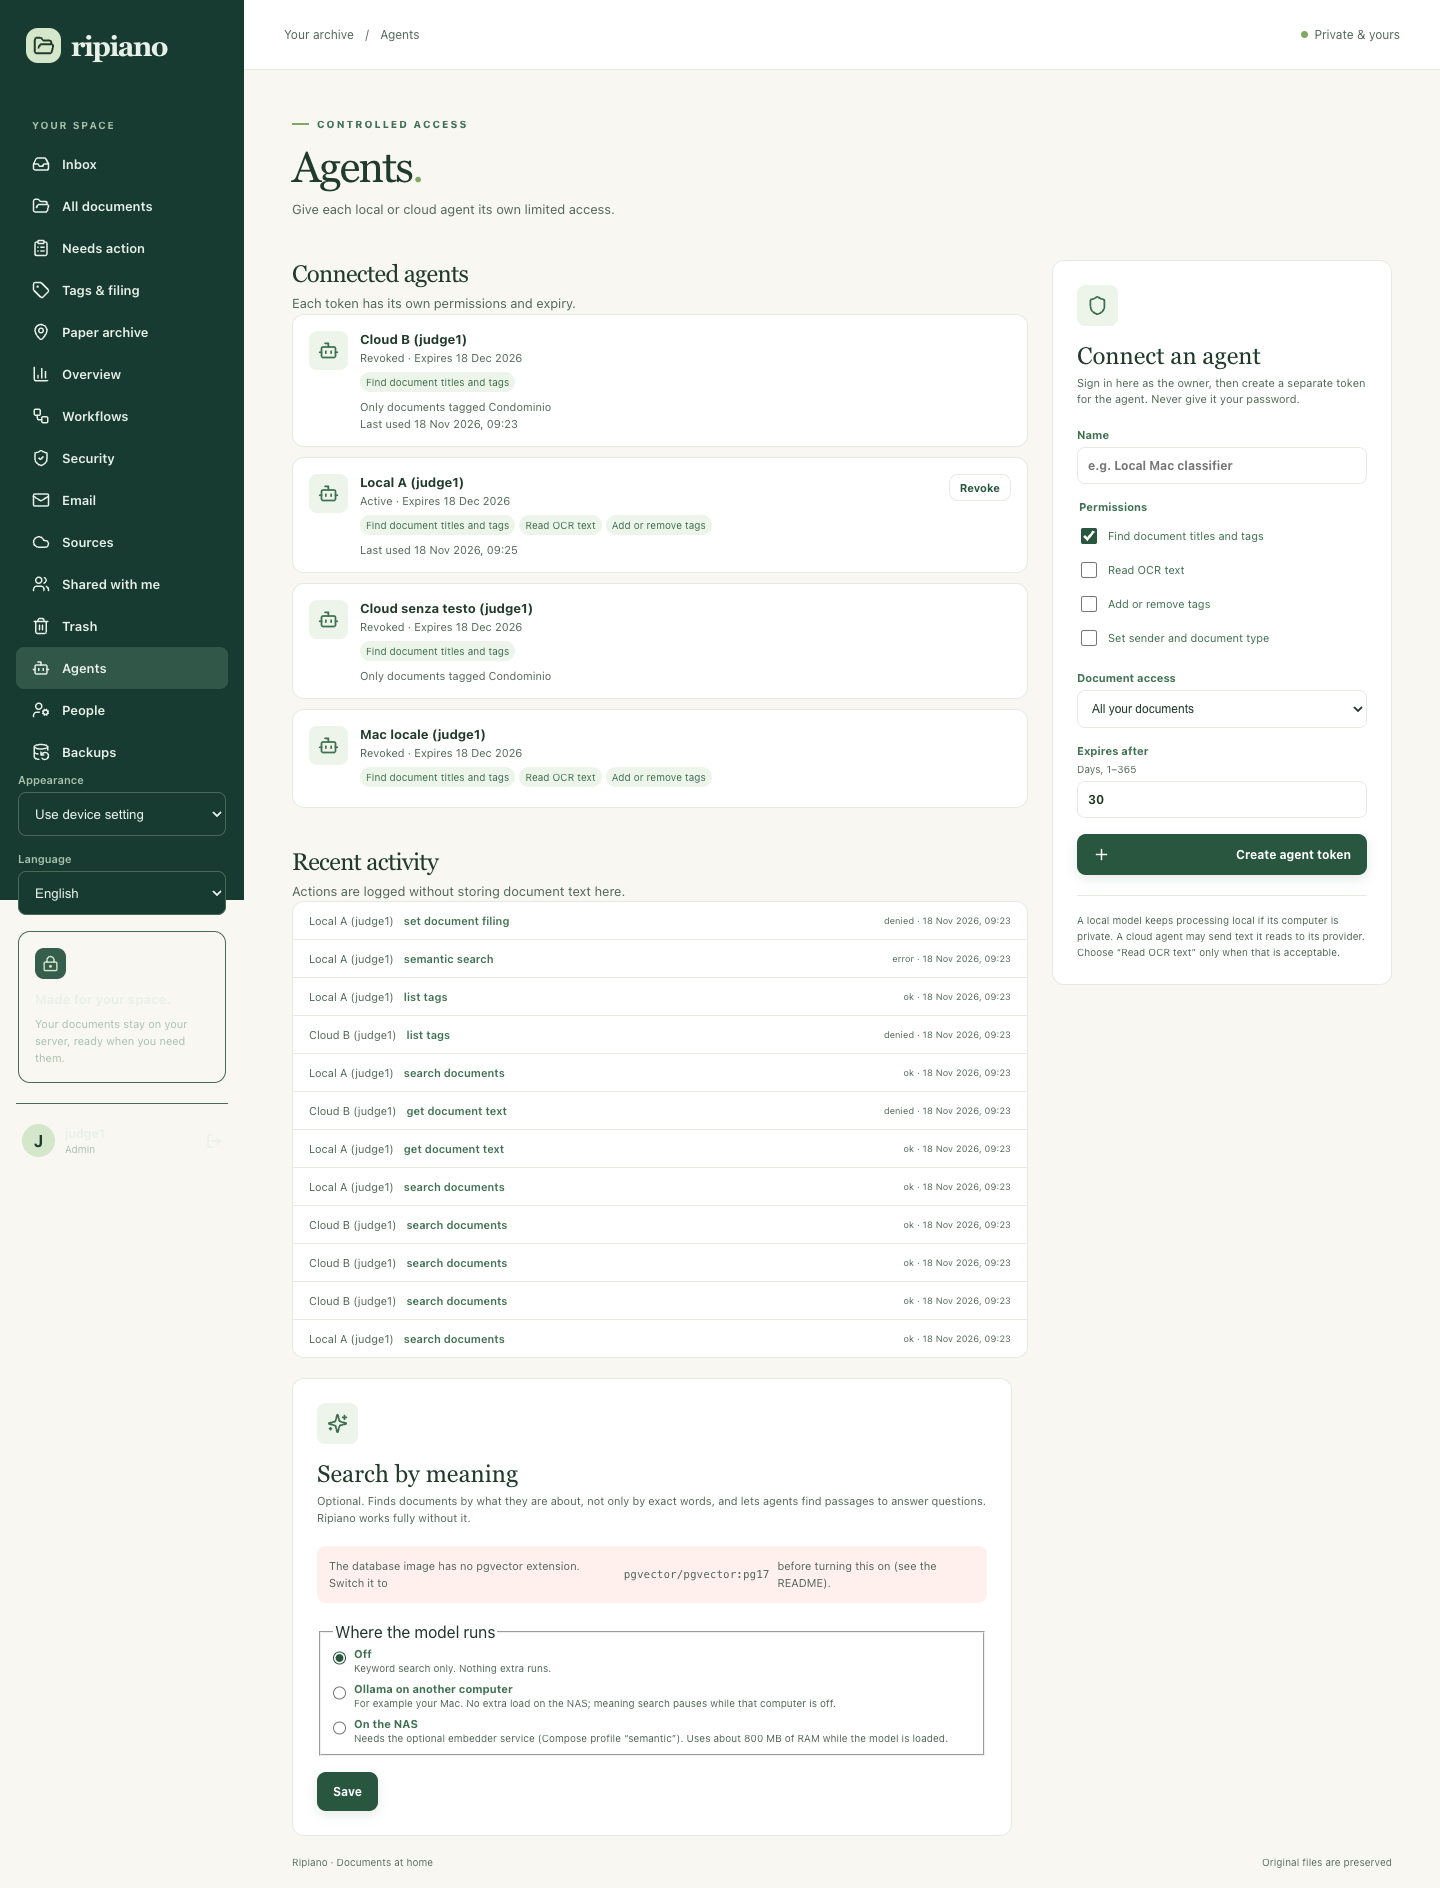 ripiano
YOUR SPACE
Inbox
All documents
Needs action
Tags & filing
Paper archive
Overview
Workflows
Security
Email
Sources
Shared with me
Trash
Agents
People
Backups
Appearance
Use device setting
Language
English
Made for your space.
Your documents stay on your
server, ready when you need
them.
J
judge1
Admin
Your archive / Agents
Private & yours
CONTROLLED ACCESS
Agents.
Give each local or cloud agent its own limited access.
Connected agents
Each token has its own permissions and expiry.
Cloud B (judge1)
Revoked · Expires 18 Dec 2026
Find document titles and tags
Only documents tagged Condominio
Last used 18 Nov 2026, 09:23
Local A (judge1)
Active · Expires 18 Dec 2026
Find document titles and tags Read OCR text Add or remove tags
Last used 18 Nov 2026, 09:25
Revoke
Cloud senza testo (judge1)
Revoked · Expires 18 Dec 2026
Find document titles and tags
Only documents tagged Condominio
Mac locale (judge1)
Revoked · Expires 18 Dec 2026
Find document titles and tags Read OCR text Add or remove tags
Recent activity
Actions are logged without storing document text here.
Local A (judge1) set document filing denied · 18 Nov 2026, 09:23
Local A (judge1) semantic search error · 18 Nov 2026, 09:23
Local A (judge1) list tags ok · 18 Nov 2026, 09:23
Cloud B (judge1) list tags denied · 18 Nov 2026, 09:23
Local A (judge1) search documents ok · 18 Nov 2026, 09:23
Cloud B (judge1) get document text denied · 18 Nov 2026, 09:23
Local A (judge1) get document text ok · 18 Nov 2026, 09:23
Local A (judge1) search documents ok · 18 Nov 2026, 09:23
Cloud B (judge1) search documents ok · 18 Nov 2026, 09:23
Cloud B (judge1) search documents ok · 18 Nov 2026, 09:23
Cloud B (judge1) search documents ok · 18 Nov 2026, 09:23
Local A (judge1) search documents ok · 18 Nov 2026, 09:23
Connect an agent
Sign in here as the owner, then create a separate token
for the agent. Never give it your password.
Name
e.g. Local Mac classifier
Permissions
Find document titles and tags
Read OCR text
Add or remove tags
Set sender and document type
Document access
All your documents
Expires after
Days, 1–365
30
Create agent token
A local model keeps processing local if its computer is
private. A cloud agent may send text it reads to its provider.
Choose “Read OCR text” only when that is acceptable.
Search by meaning
Optional. Finds documents by what they are about, not only by exact words, and lets agents find passages to answer questions.
Ripiano works fully without it.
The database image has no pgvector extension.
Switch it to
pgvector/pgvector:pg17
before turning this on (see the
README).
Where the model runs
Off
Keyword search only. Nothing extra runs.
Ollama on another computer
For example your Mac. No extra load on the NAS; meaning search pauses while that computer is off.
On the NAS
Needs the optional embedder service (Compose profile “semantic”). Uses about 800 MB of RAM while the model is loaded.
Save
Ripiano · Documents at home
Original files are preserved